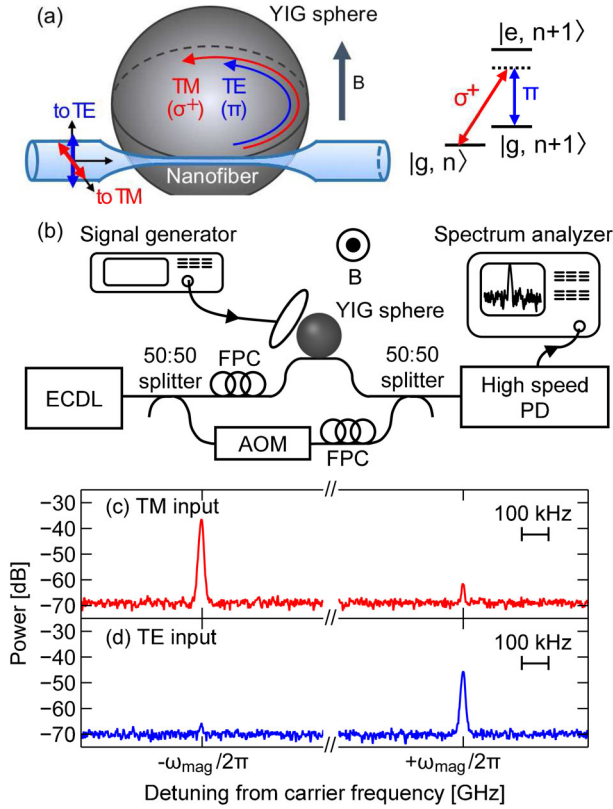 (a)
YIG sphere
TM
(σ⁺)
TE
(π)
B
to TE
to TM
Nanofiber
|e, n+1⟩
σ⁺
π
|g, n⟩
|g, n+1⟩
(b)
Signal generator
B
Spectrum analyzer
YIG sphere
50:50
splitter
FPC
50:50
splitter
ECDL
High speed
PD
AOM
FPC
−30
−40
−50
−60
−70
(c) TM input
//
100 kHz
−30
−40
−50
−60
−70
(d) TE input
100 kHz
//
Power [dB]
-ωmag/2π
+ωmag/2π
Detuning from carrier frequency [GHz]